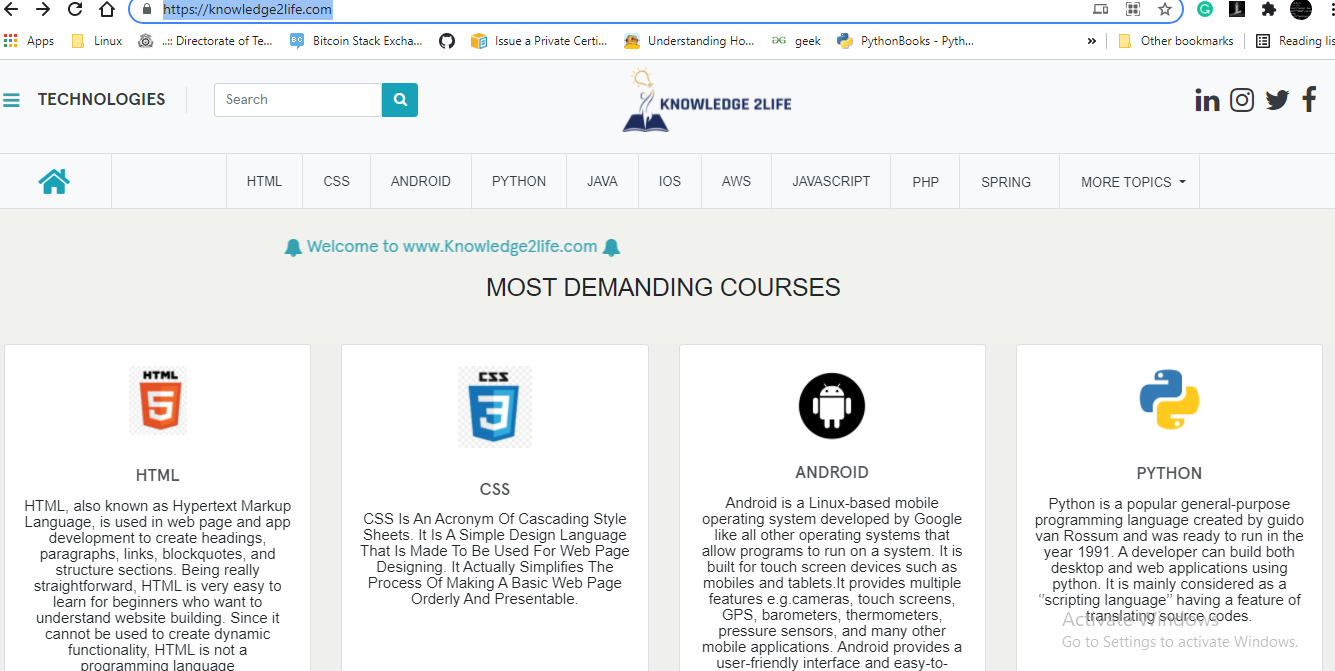 https://knowledge2life.com
Apps Linux ..:: Directorate of Te... Bitcoin Stack Excha... Issue a Private Certi... Understanding Ho... geek PythonBooks - Pyth... » Other bookmarks Reading lis
TECHNOLOGIES Search KNOWLEDGE 2LIFE
HTML CSS ANDROID PYTHON JAVA IOS AWS JAVASCRIPT PHP SPRING MORE TOPICS
Welcome to www.Knowledge2life.com
MOST DEMANDING COURSES
HTML
5
HTML
HTML, also known as Hypertext Markup
Language, is used in web page and app
development to create headings,
paragraphs, links, blockquotes, and
structure sections. Being really
straightforward, HTML is very easy to
learn for beginners who want to
understand website building. Since it
cannot be used to create dynamic
functionality, HTML is not a
programming language
CSS
3
CSS
CSS Is An Acronym Of Cascading Style
Sheets. It Is A Simple Design Language
That Is Made To Be Used For Web Page
Designing. It Actually Simplifies The
Process Of Making A Basic Web Page
Orderly And Presentable.
ANDROID
Android is a Linux-based mobile
operating system developed by Google
like all other operating systems that
allow programs to run on a system. It is
built for touch screen devices such as
mobiles and tablets.It provides multiple
features e.g.cameras, touch screens,
GPS, barometers, thermometers,
pressure sensors, and many other
mobile applications. Android provides a
user-friendly interface and easy-to-
PYTHON
Python is a popular general-purpose
programming language created by guido
van Rossum and was ready to run in the
year 1991. A developer can build both
desktop and web applications using
python. It is mainly considered as a
‘’scripting language’’ having a feature of
translating source codes.
Activate Windows
Go to Settings to activate Windows.